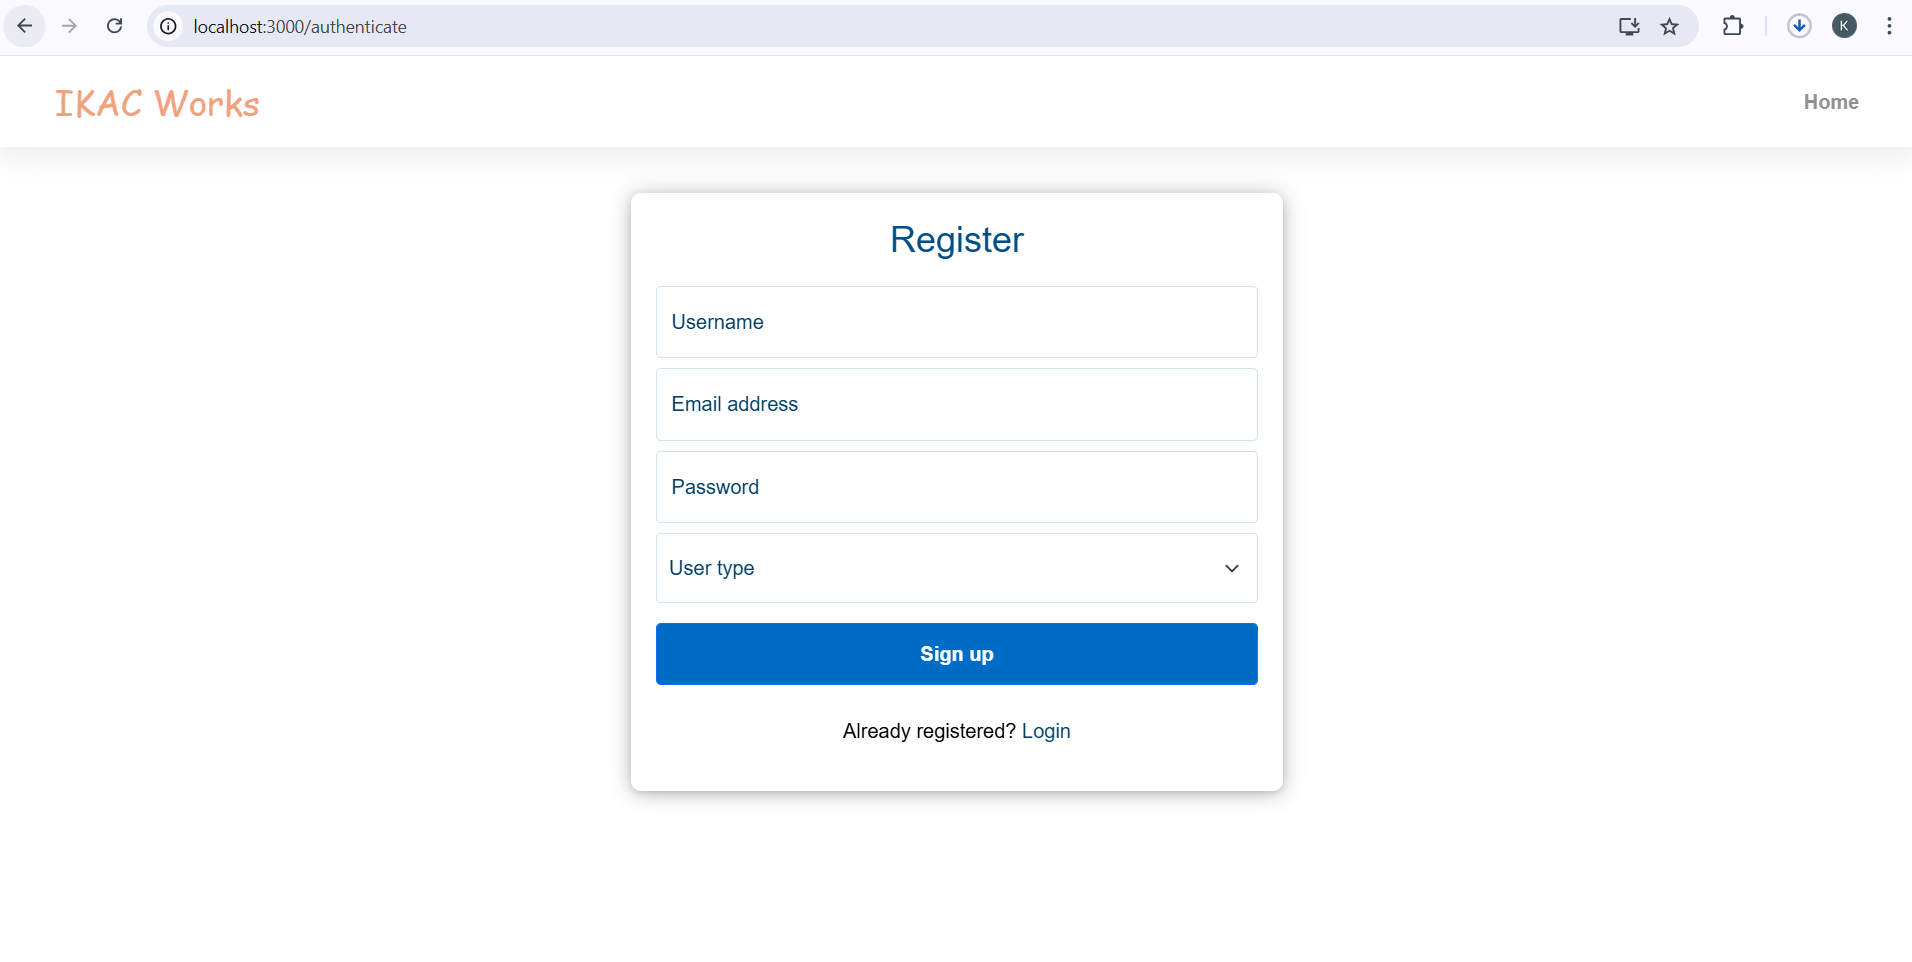 localhost:3000/authenticate
K
IKAC Works
Home
Register
Username
Email address
Password
User type
Sign up
Already registered? Login